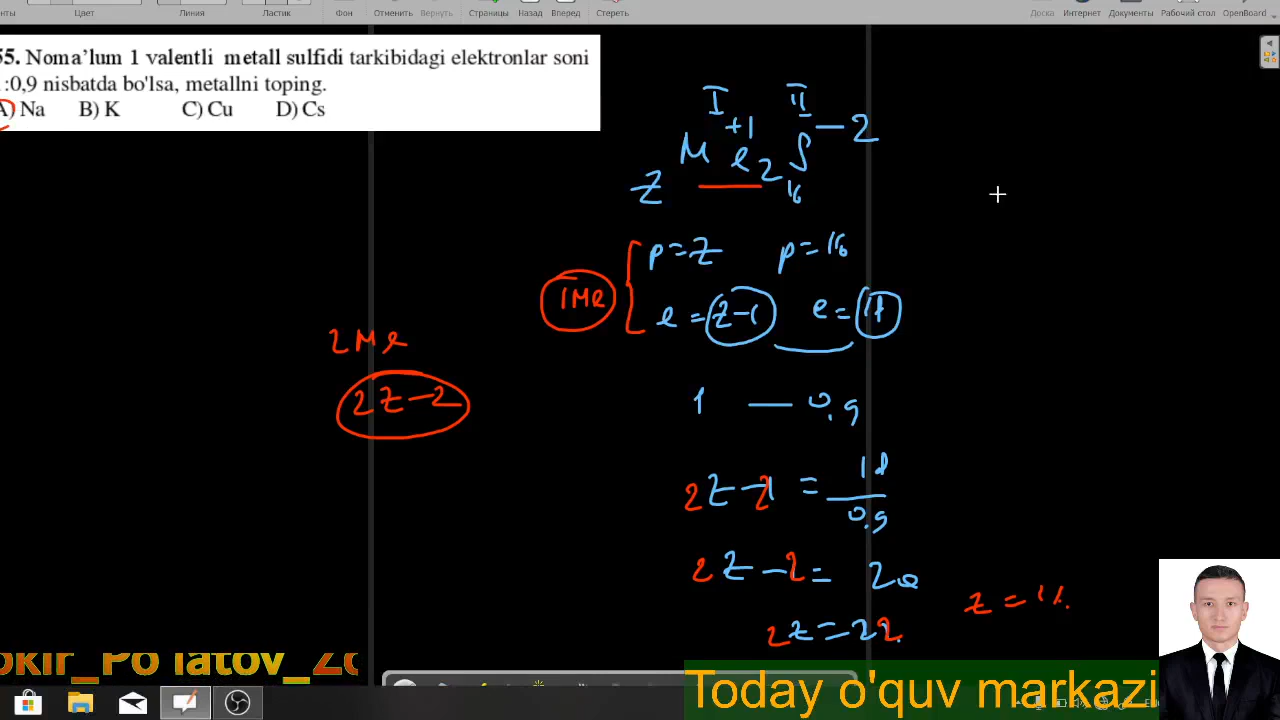 Цвет Линия Ластик Фон Отменить Вернуть Страницы Назад Вперед Стереть Доска Интернет Документы Рабочий стол OpenBoard
55. Noma’lum 1 valentli metall sulfidi tarkibidagi elektronlar soni
:0,9 nisbatda bo'lsa, metallni toping.
A) Na B) K C) Cu D) Cs
I II
+1 -2
Z Me2 S
16
p=Z p=16
1Me
e=Z-1 e=18
2Me
2Z-2
1 — 0,9
2Z-2 = 18
0,9
2Z-2= 20
Z=11.
2Z=22.
Today o'quv markazi